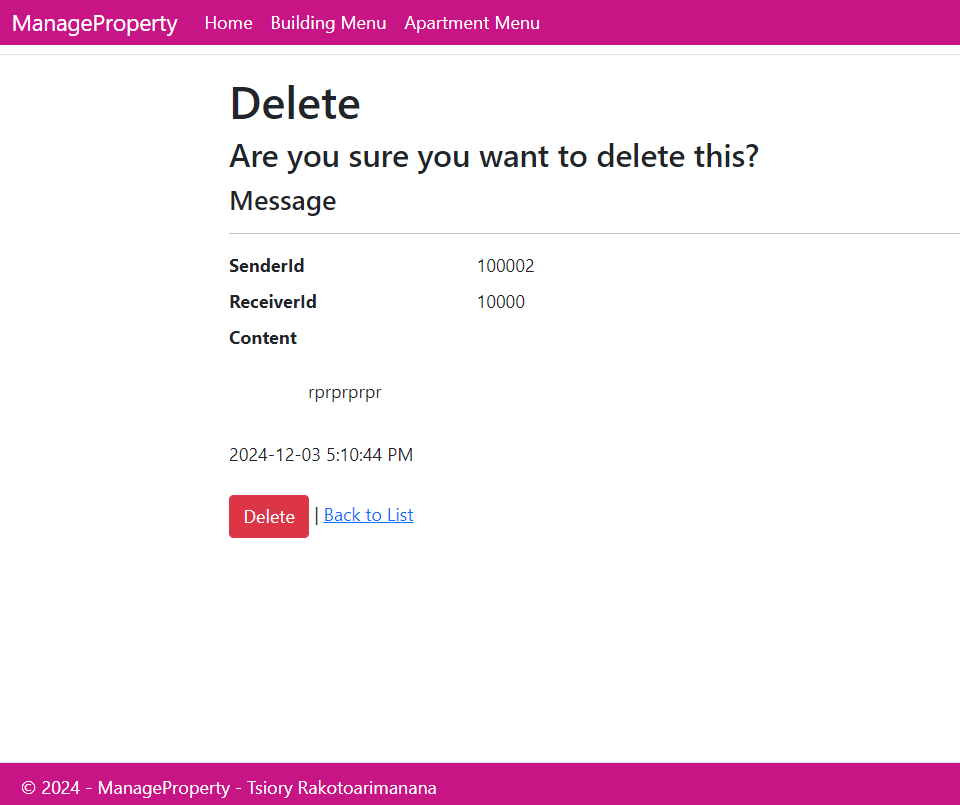 ManageProperty Home Building Menu Apartment Menu
Delete
Are you sure you want to delete this?
Message
SenderId 100002
ReceiverId 10000
Content
rprprprpr
2024-12-03 5:10:44 PM
Delete | Back to List
© 2024 - ManageProperty - Tsiory Rakotoarimanana